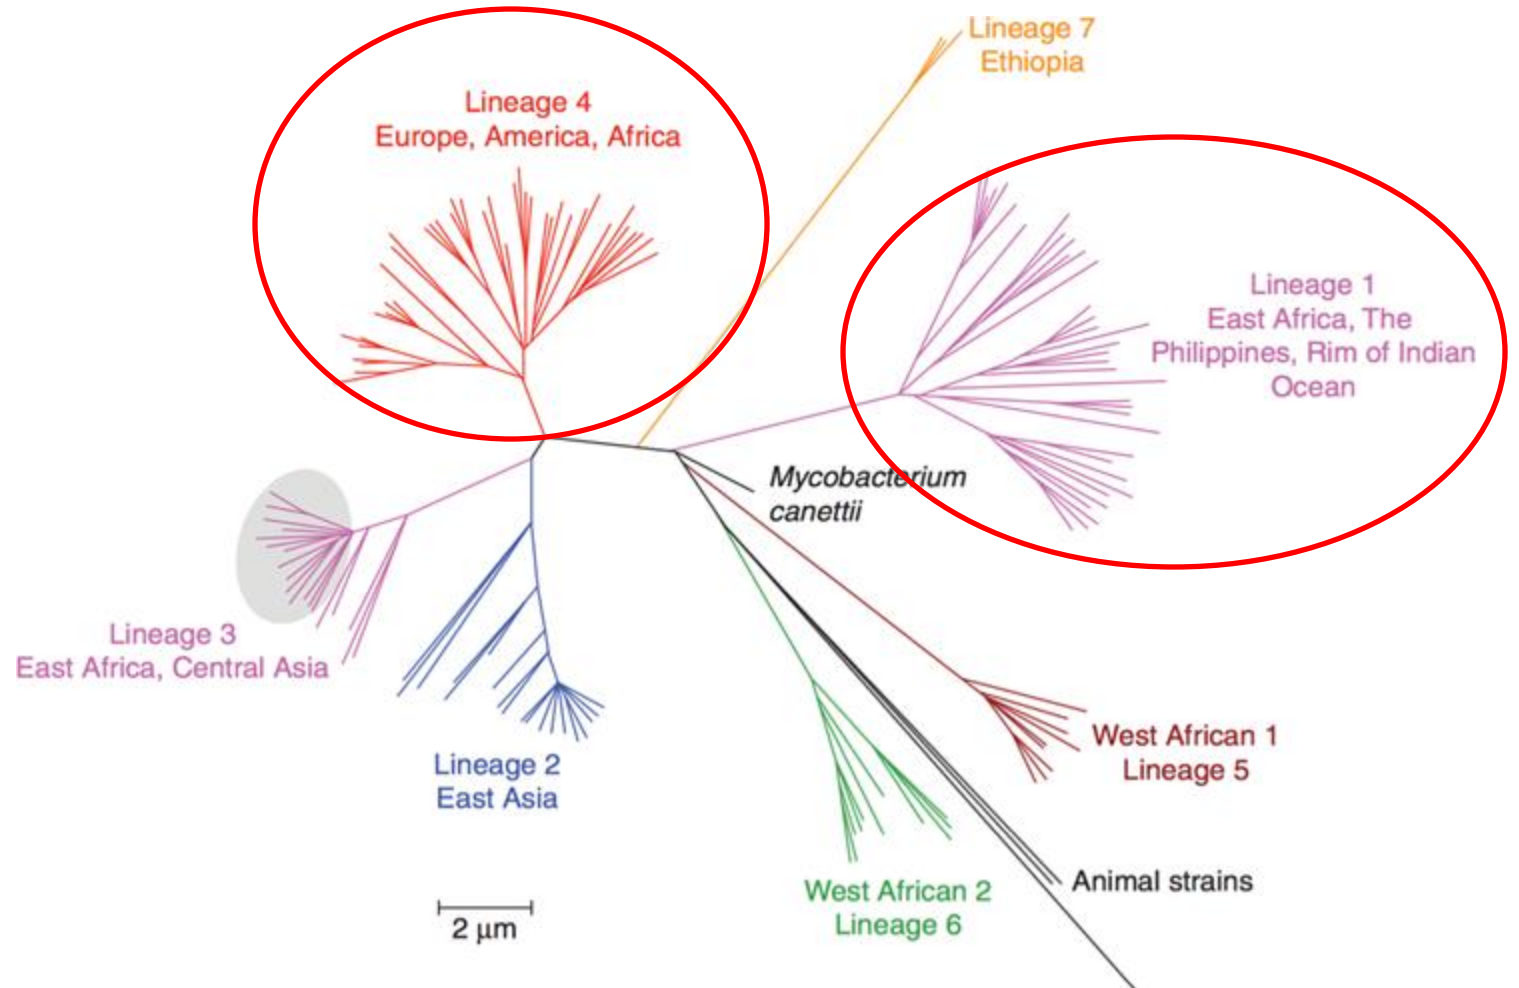 Lineage 7
Ethiopia
Lineage 4
Europe, America, Africa
Lineage 1
East Africa, The
Philippines, Rim of Indian
Ocean
Mycobacterium
canettii
Lineage 3
East Africa, Central Asia
Lineage 2
East Asia
West African 1
Lineage 5
West African 2
Lineage 6
Animal strains
2 μm